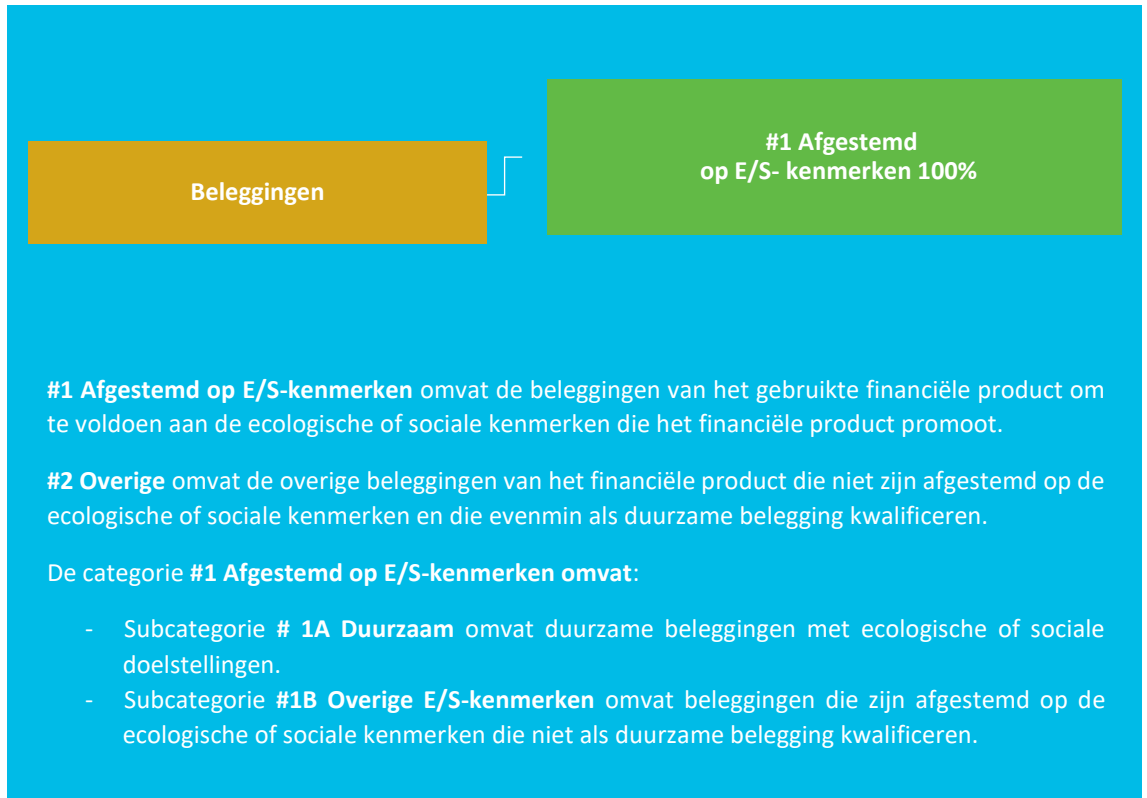 #1 Afgestemd
op E/S- kenmerken 100%
Beleggingen
#1 Afgestemd op E/S-kenmerken omvat de beleggingen van het gebruikte financiële product om
te voldoen aan de ecologische of sociale kenmerken die het financiële product promoot.
#2 Overige omvat de overige beleggingen van het financiële product die niet zijn afgestemd op de
ecologische of sociale kenmerken en die evenmin als duurzame belegging kwalificeren.
De categorie #1 Afgestemd op E/S-kenmerken omvat:
- Subcategorie # 1A Duurzaam omvat duurzame beleggingen met ecologische of sociale
doelstellingen.
- Subcategorie #1B Overige E/S-kenmerken omvat beleggingen die zijn afgestemd op de
ecologische of sociale kenmerken die niet als duurzame belegging kwalificeren.